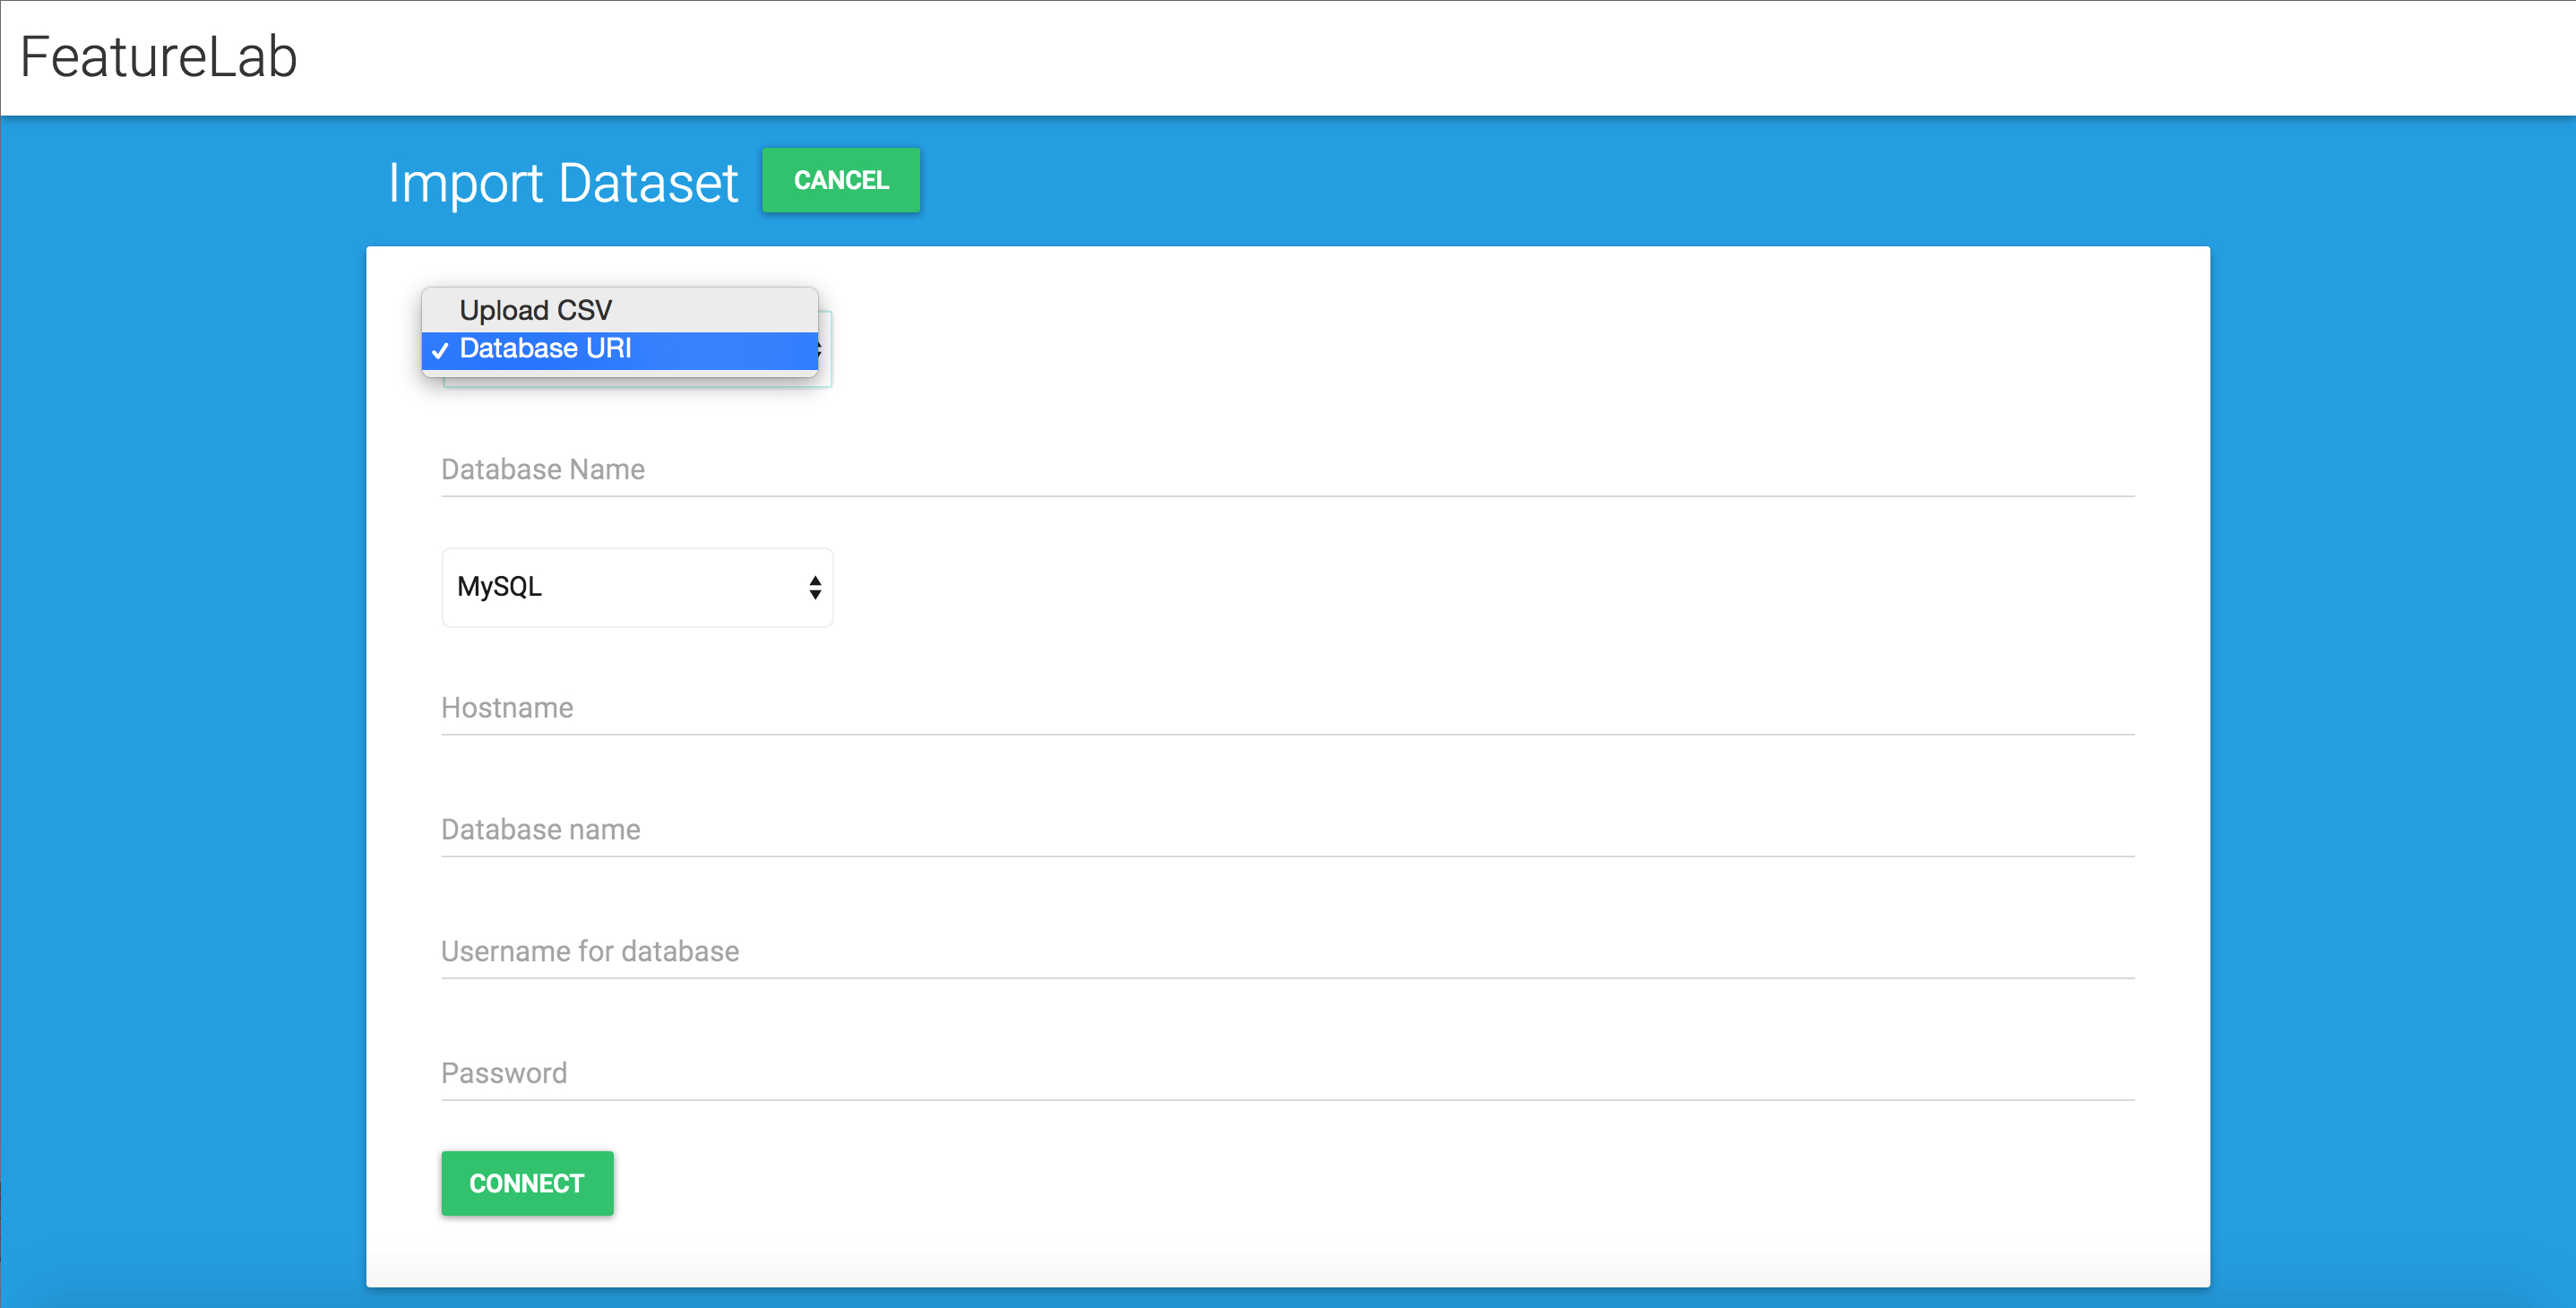 FeatureLab
Import Dataset
CANCEL
Upload CSV
✓ Database URI
Database Name
MySQL
Hostname
Database name
Username for database
Password
CONNECT